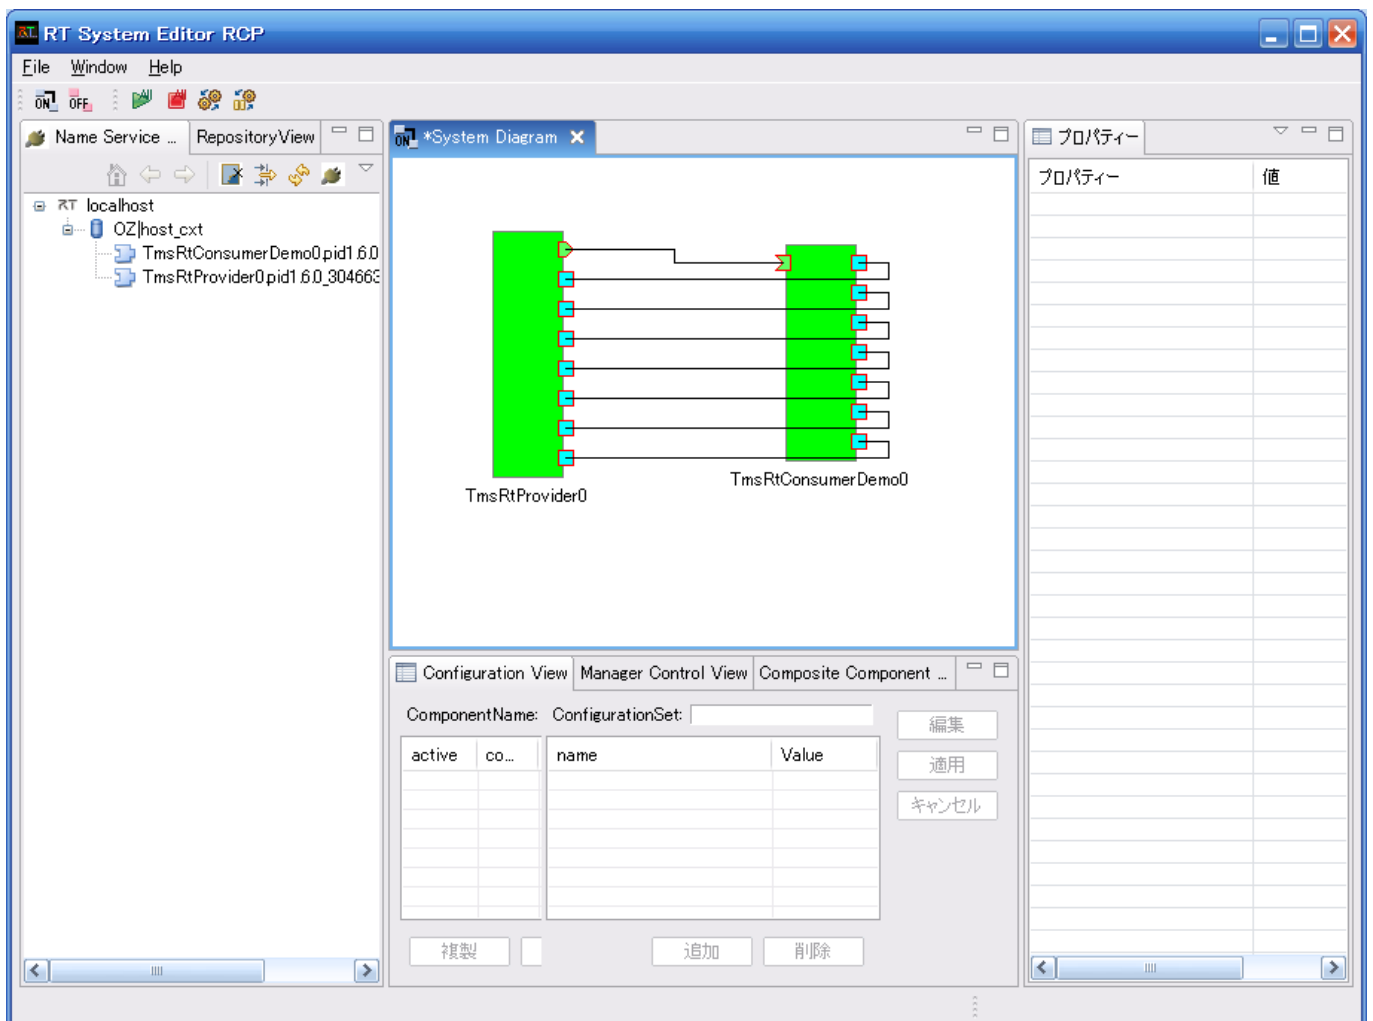 RT System Editor RCP
File Window Help
ON OFF
Name Service ... RepositoryView
*System Diagram
プロパティー
プロパティー 値
RT localhost
OZ|host_cxt
TmsRtConsumerDemo0.pid1.6.0
TmsRtProvider0.pid1.6.0_304663
TmsRtProvider0
TmsRtConsumerDemo0
Configuration View Manager Control View Composite Component ...
ComponentName: ConfigurationSet:
active co... name Value
編集
適用
キャンセル
複製 追加 削除